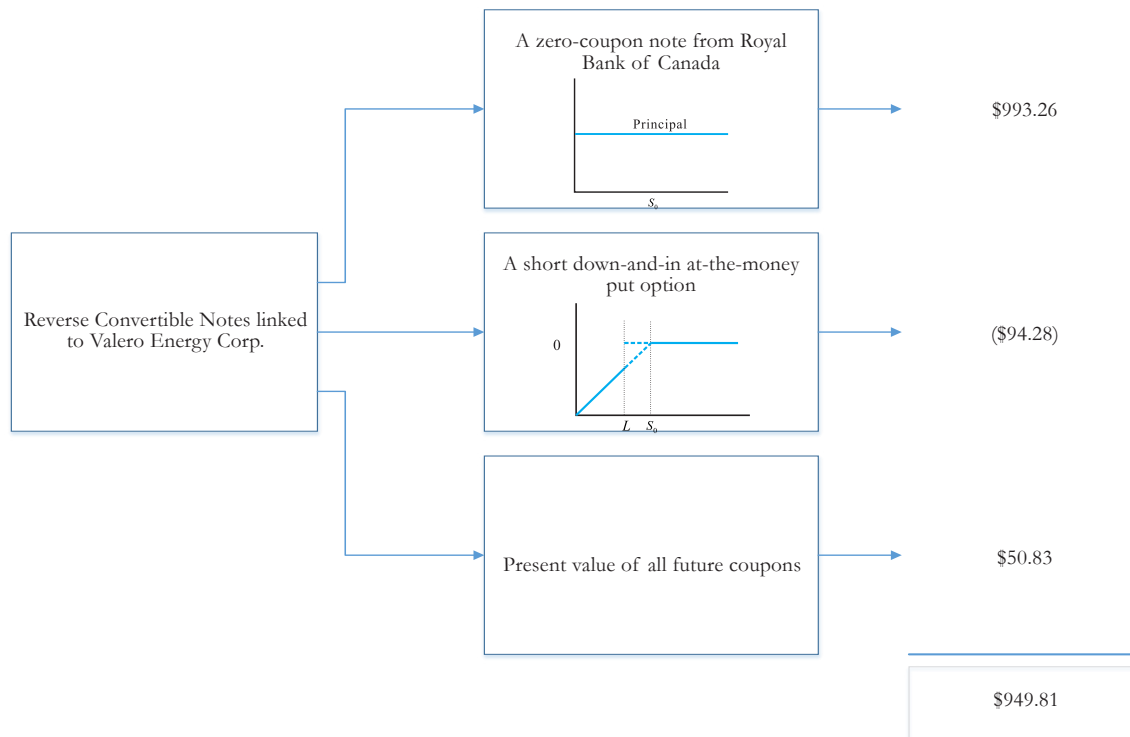 A zero-coupon note from Royal
Bank of Canada
Principal
S₀
$993.26
Reverse Convertible Notes linked
to Valero Energy Corp.
A short down-and-in at-the-money
put option
0
L S₀
($94.28)
Present value of all future coupons
$50.83
$949.81